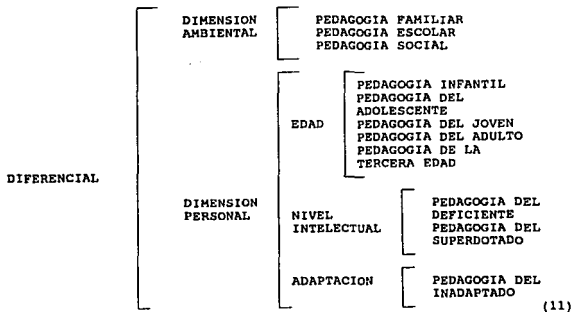 DIFERENCIAL
DIMENSION
AMBIENTAL
PEDAGOGIA FAMILIAR
PEDAGOGIA ESCOLAR
PEDAGOGIA SOCIAL
DIMENSION
PERSONAL
EDAD
PEDAGOGIA INFANTIL
PEDAGOGIA DEL
ADOLESCENTE
PEDAGOGIA DEL JOVEN
PEDAGOGIA DEL ADULTO
PEDAGOGIA DE LA
TERCERA EDAD
NIVEL
INTELECTUAL
PEDAGOGIA DEL
DEFICIENTE
PEDAGOGIA DEL
SUPERDOTADO
ADAPTACION
PEDAGOGIA DEL
INADAPTADO
(11)